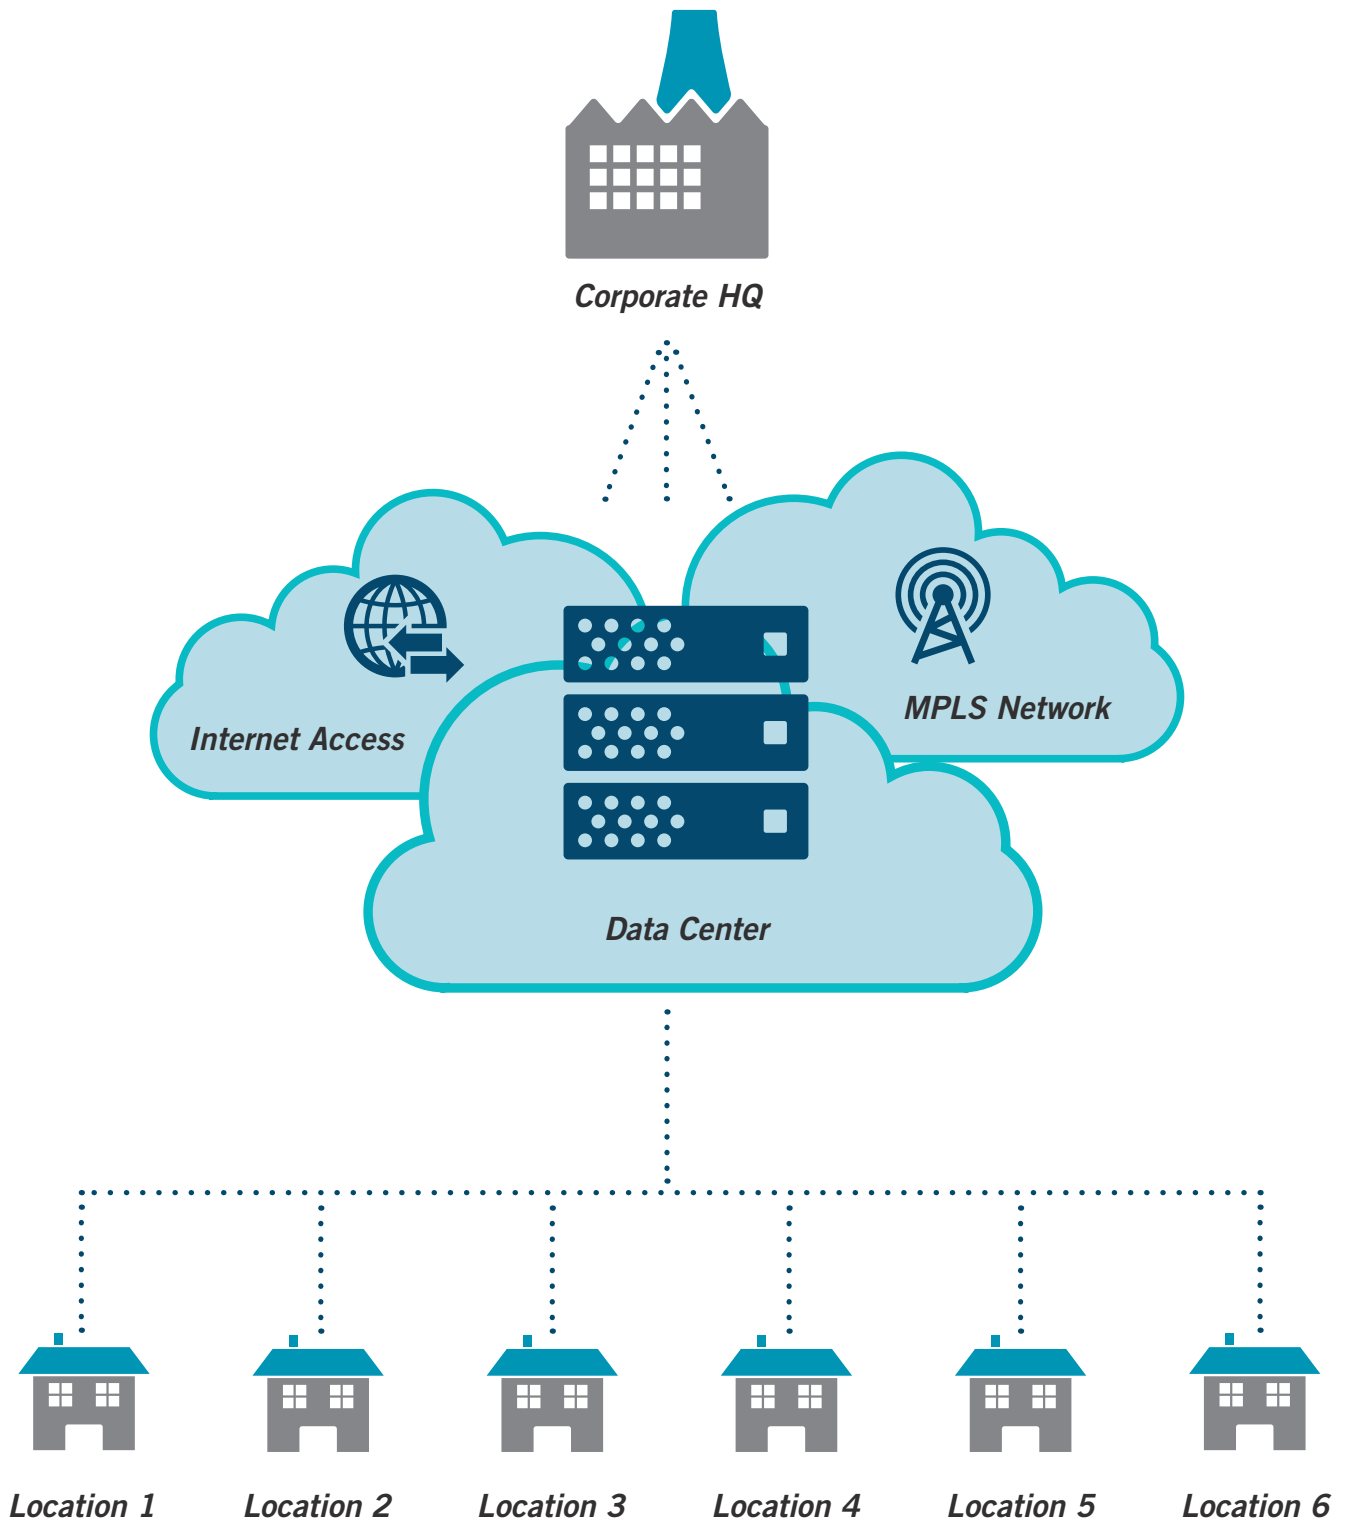 Corporate HQ
Internet Access
MPLS Network
Data Center
Location 1
Location 2
Location 3
Location 4
Location 5
Location 6